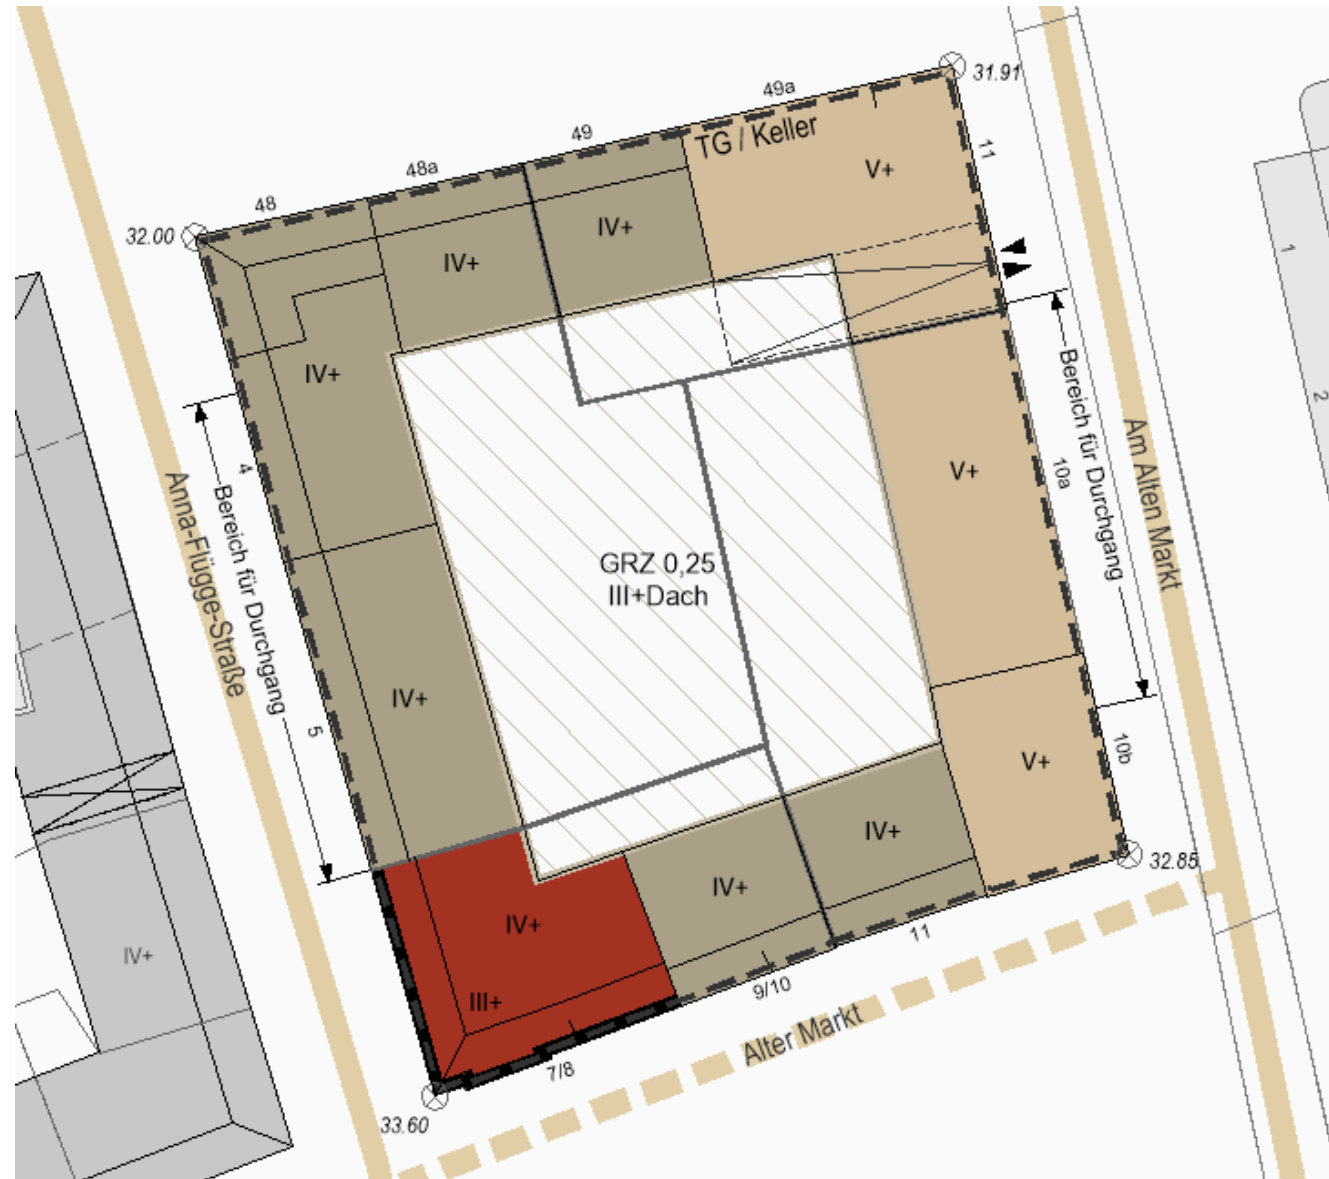 31.91
49a
TG / Keller
49
11
V+
48a
48
32.00
IV+
IV+
1
IV+
Bereich für Durchgang
2
Am Alten Markt
4
10a
V+
Anna-Flügge-Straße
Bereich für Durchgang
GRZ 0,25
III+Dach
IV+
5
10b
V+
IV+
32.85
IV+
IV+
11
IV+
III+
9/10
Alter Markt
7/8
33.60